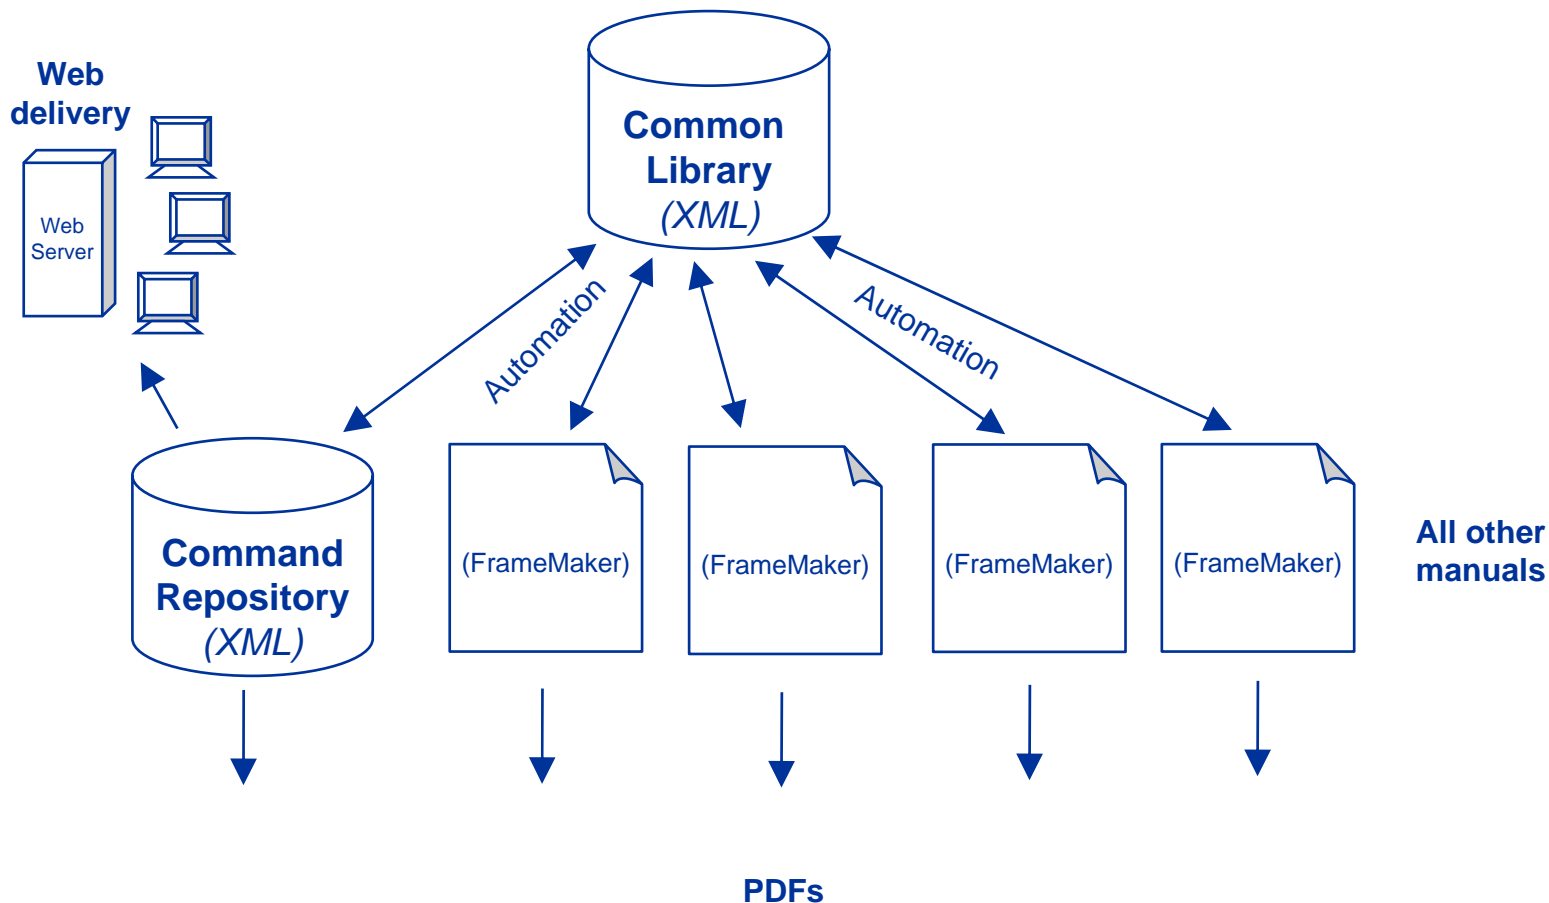 Web
delivery
Web
Server
Common
Library
(XML)
Automation
Automation
Command
Repository
(XML)
(FrameMaker)
(FrameMaker)
(FrameMaker)
(FrameMaker)
All other
manuals
PDFs